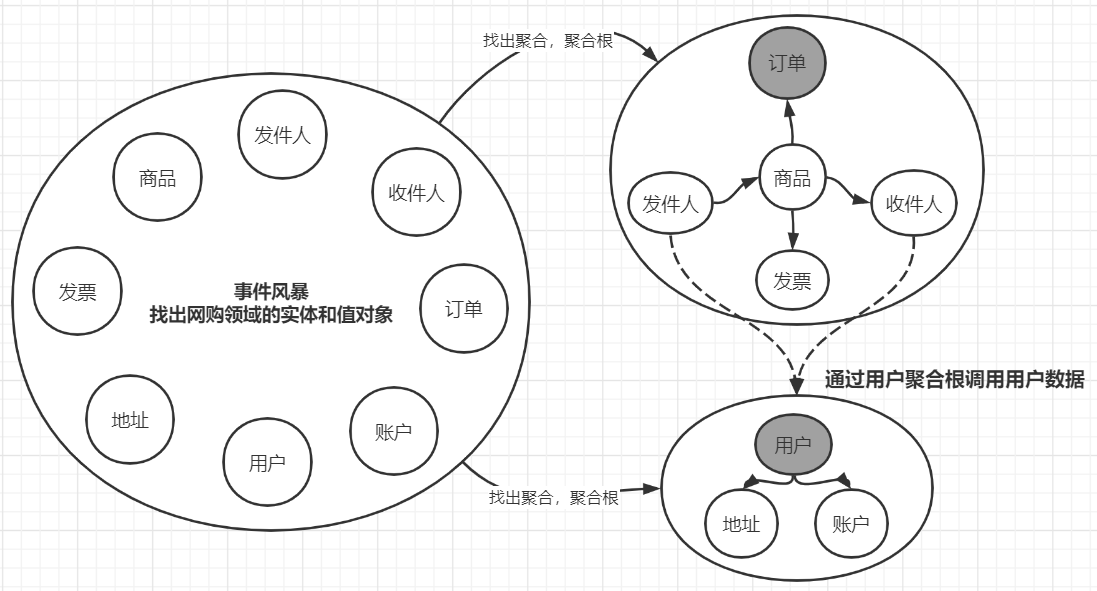 发件人
商品
收件人
发票
事件风暴
找出网购领域的实体和值对象
订单
地址
用户
账户
找出聚合，聚合根
订单
发件人
商品
收件人
发票
通过用户聚合根调用用户数据
找出聚合，聚合根
用户
地址
账户